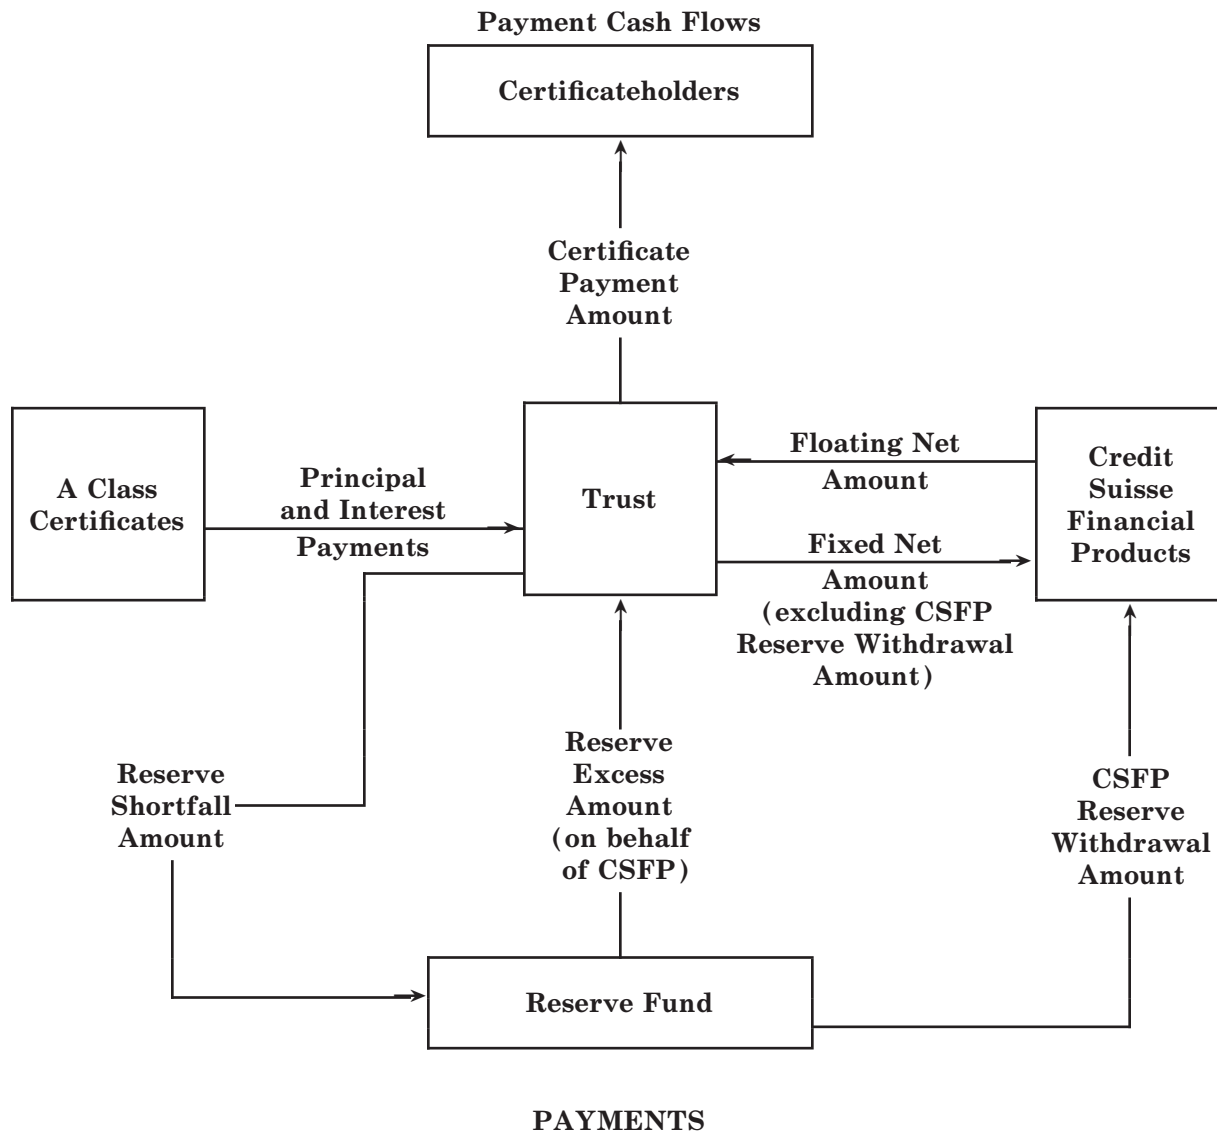 Payment Cash Flows
Certificateholders
Certificate
Payment
Amount
A Class
Certificates
Principal
and Interest
Payments
Trust
Floating Net
Amount
Fixed Net
Amount
(excluding CSFP
Reserve Withdrawal
Amount)
Credit
Suisse
Financial
Products
Reserve
Shortfall
Amount
Reserve
Excess
Amount
(on behalf
of CSFP)
CSFP
Reserve
Withdrawal
Amount
Reserve Fund
PAYMENTS